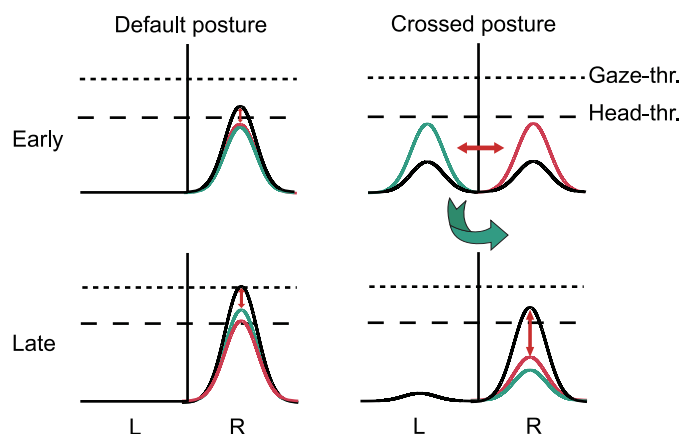 Default posture
Crossed posture
Gaze-thr.
Head-thr.
Early
Late
L
R
L
R